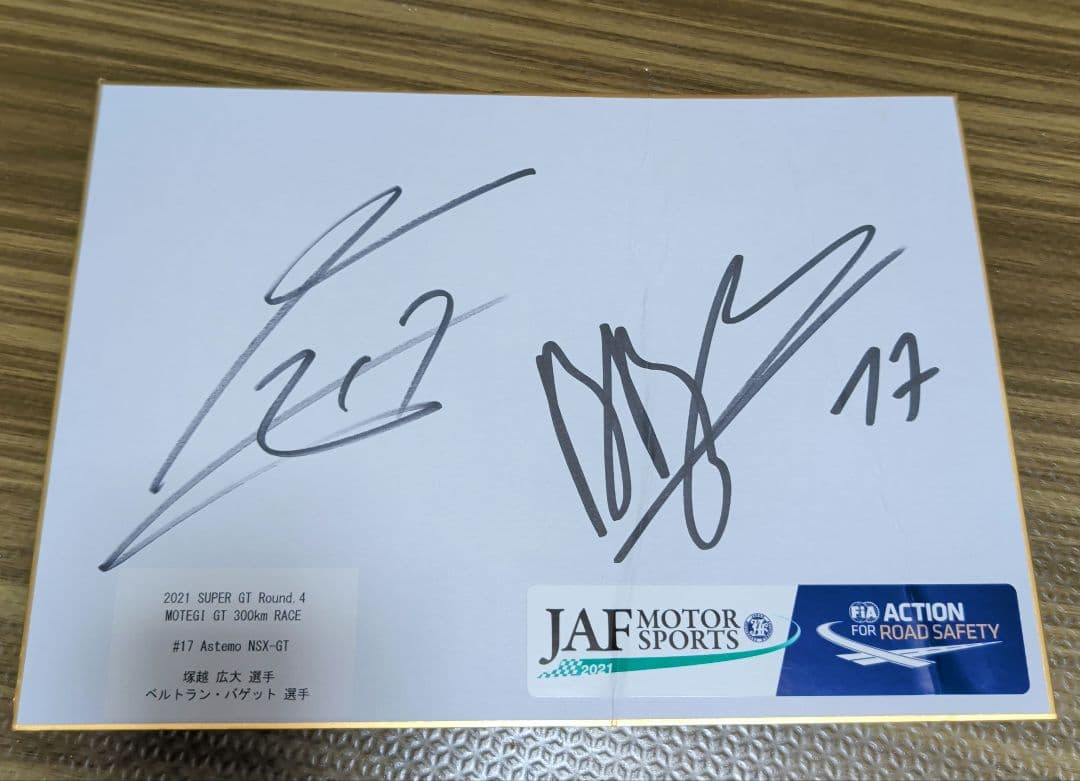 17
2021 SUPER GT Round.4
MOTEGI GT 300km RACE
#17 Astemo NSX-GT
塚越 広大 選手
ベルトラン・バゲット 選手
JAF MOTOR SPORTS
2021
FIA ACTION
FOR ROAD SAFETY